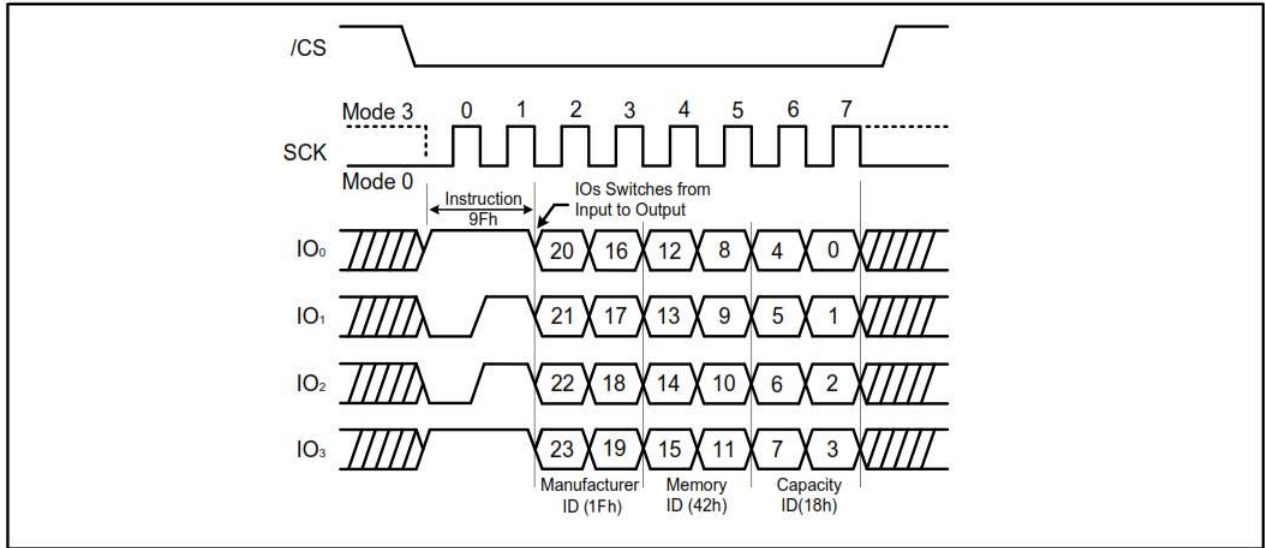 /CS
Mode 3 0 1 2 3 4 5 6 7
SCK
Mode 0
Instruction
9Fh
IOs Switches from
Input to Output
IO₀ 20 16 12 8 4 0
IO₁ 21 17 13 9 5 1
IO₂ 22 18 14 10 6 2
IO₃ 23 19 15 11 7 3
Manufacturer
ID (1Fh)
Memory
ID (42h)
Capacity
ID(18h)